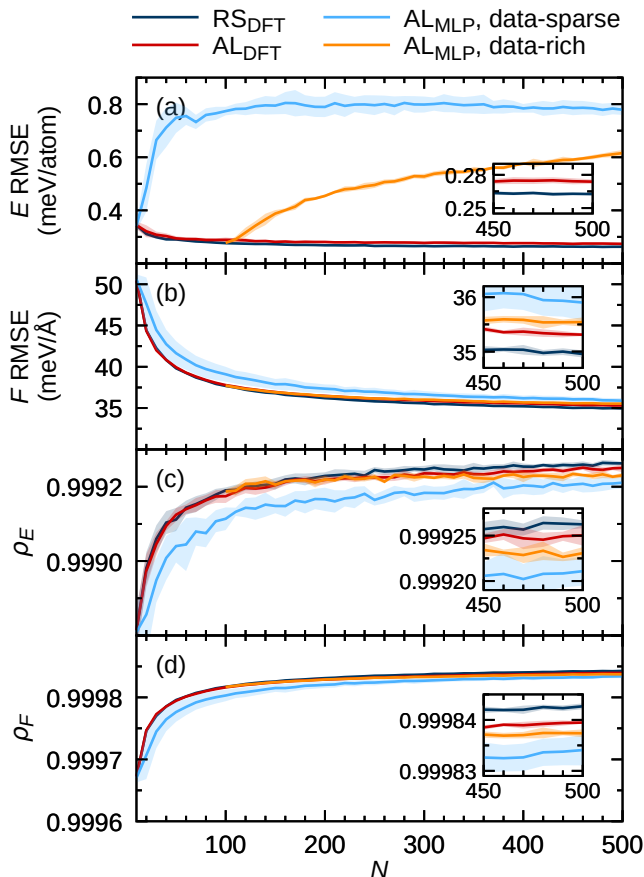 RS_DFT AL_MLP, data-sparse
AL_DFT AL_MLP, data-rich
(a)
E RMSE
(meV/atom)
0.8
0.6
0.4
0.28
0.25
450 500
(b)
F RMSE
(meV/Å)
50
45
40
35
36
35
450 500
(c)
ρ_E
0.9992
0.9990
0.99925
0.99920
450 500
(d)
ρ_F
0.9998
0.9997
0.9996
0.99984
0.99983
450 500
100 200 300 400 500
N